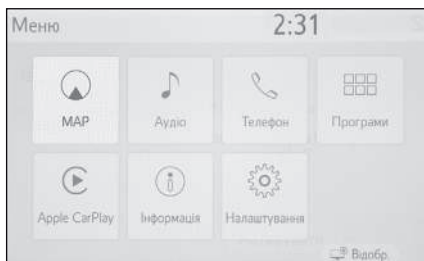 Меню 2:31
MAP Аудіо Телефон Програми
Apple CarPlay Інформація Налаштування
Відобр.